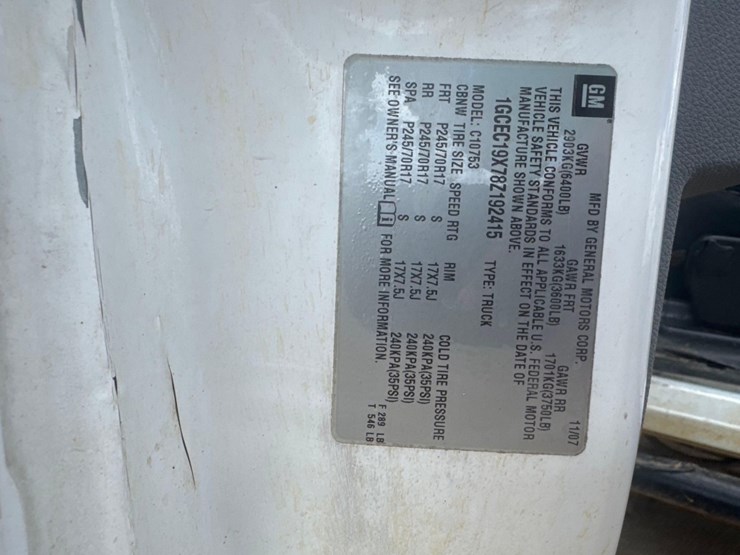 GM
MFD BY GENERAL MOTORS CORP. 11/07
GVWR GAWR FRT GAWR RR
2903KG(6400LB) 1633KG(3600LB) 1701KG(3750LB)
THIS VEHICLE CONFORMS TO ALL APPLICABLE U.S. FEDERAL MOTOR
VEHICLE SAFETY STANDARDS IN EFFECT ON THE DATE OF
MANUFACTURE SHOWN ABOVE.
1GCEC19X78Z192415 TYPE: TRUCK
MODEL: C10753
CBNW TIRE SIZE SPEED RTG RIM COLD TIRE PRESSURE
FRT P245/70R17 S 17X7.5J 240KPA(35PSI)
RR P245/70R17 S 17X7.5J 240KPA(35PSI)
SPA P245/70R17 S 17X7.5J 240KPA(35PSI) F 289 LB
SEE OWNER'S MANUAL i FOR MORE INFORMATION. T 546 LB